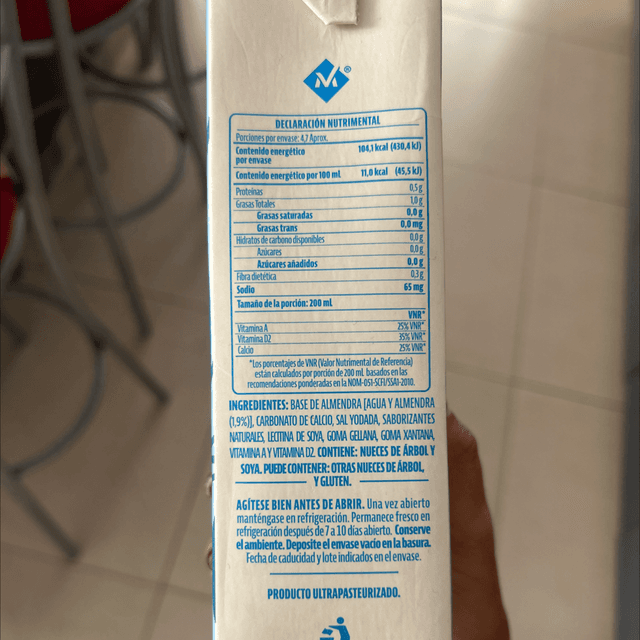 M®
DECLARACIÓN NUTRIMENTAL
Porciones por envase: 4,7 Aprox.
Contenido energético por envase 104,1 kcal (430,4 kJ)
Contenido energético por 100 mL 11,0 kcal (45,5 kJ)
Proteínas 0,5 g
Grasas Totales 1,0 g
Grasas saturadas 0,0 g
Grasas trans 0,0 mg
Hidratos de carbono disponibles 0,0 g
Azúcares 0,0 g
Azúcares añadidos 0,0 g
Fibra dietética 0,3 g
Sodio 65 mg
Tamaño de la porción: 200 mL
VNR*
Vitamina A 25% VNR*
Vitamina D2 35% VNR*
Calcio 25% VNR*
*Los porcentajes de VNR (Valor Nutrimental de Referencia)
están calculados por porción de 200 mL basados en las
recomendaciones ponderadas en la NOM-051-SCFI/SSA1-2010.
INGREDIENTES: BASE DE ALMENDRA [AGUA Y ALMENDRA
(1,9%)], CARBONATO DE CALCIO, SAL YODADA, SABORIZANTES
NATURALES, LECITINA DE SOYA, GOMA GELLANA, GOMA XANTANA,
VITAMINA A Y VITAMINA D2. CONTIENE: NUECES DE ÁRBOL Y
SOYA. PUEDE CONTENER: OTRAS NUECES DE ÁRBOL,
Y GLUTEN.
AGÍTESE BIEN ANTES DE ABRIR. Una vez abierto
manténgase en refrigeración. Permanece fresco en
refrigeración después de 7 a 10 días abierto. Conserve
el ambiente. Deposite el envase vacío en la basura.
Fecha de caducidad y lote indicados en el envase.
PRODUCTO ULTRAPASTEURIZADO.